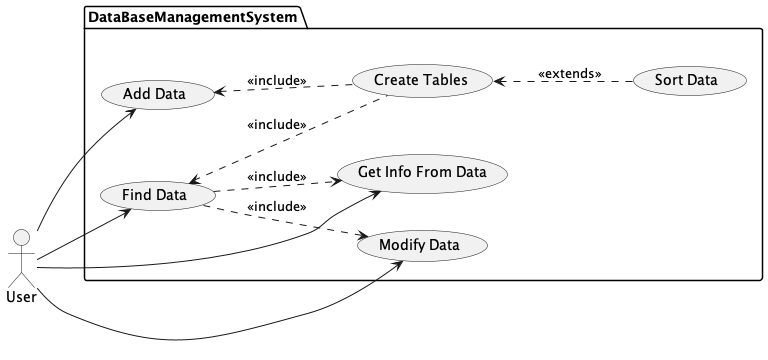 DataBaseManagementSystem
Add Data
«include»
Create Tables
«extends»
Sort Data
«include»
Find Data
«include»
Get Info From Data
«include»
Modify Data
User